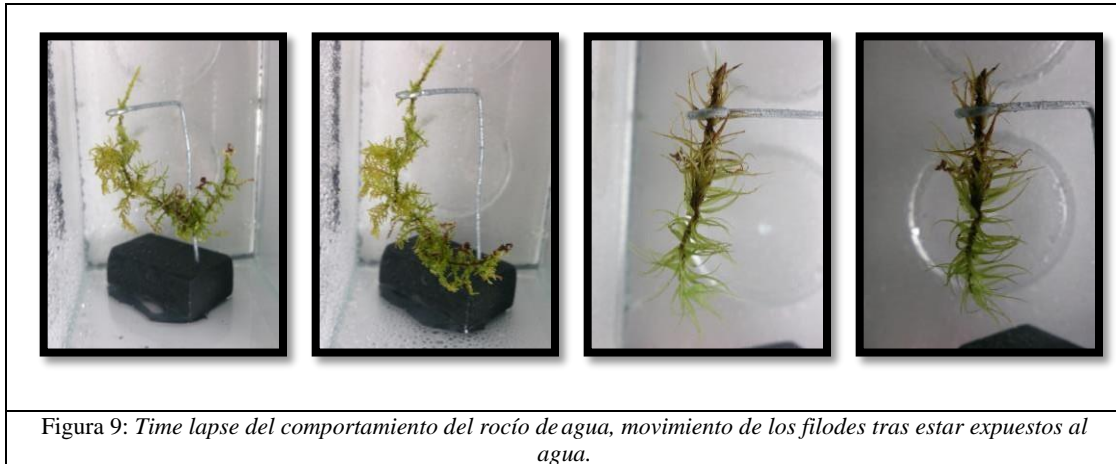 Figura 9: Time lapse del comportamiento del rocío de agua, movimiento de los filodes tras estar expuestos al
agua.